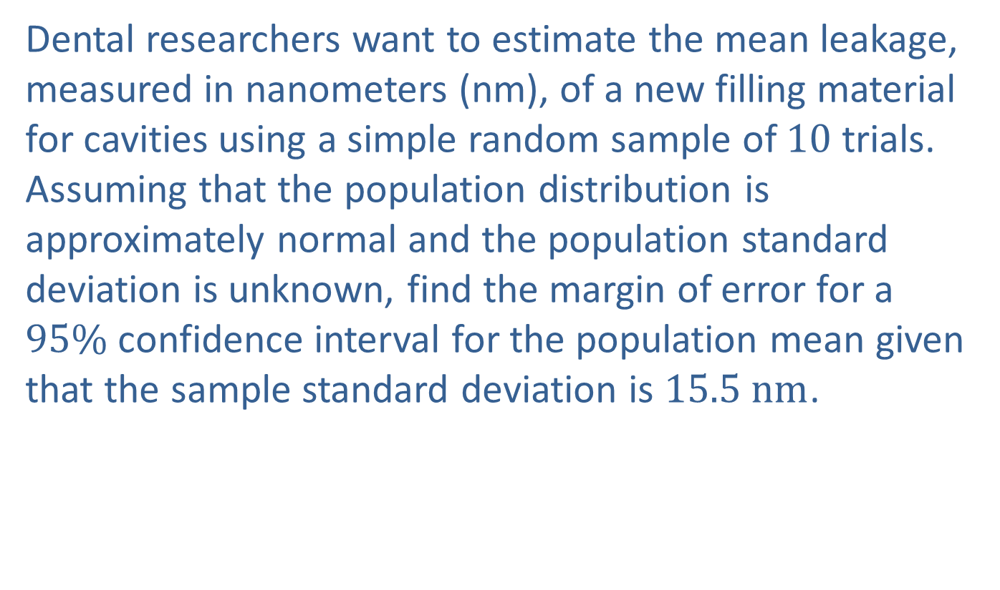 Dental researchers want to estimate the mean leakage,
measured in nanometers (nm), of a new filling material
for cavities using a simple random sample of 10 trials.
Assuming that the population distribution is
approximately normal and the population standard
deviation is unknown, find the margin of error for a
95% confidence interval for the population mean given
that the sample standard deviation is 15.5 nm.